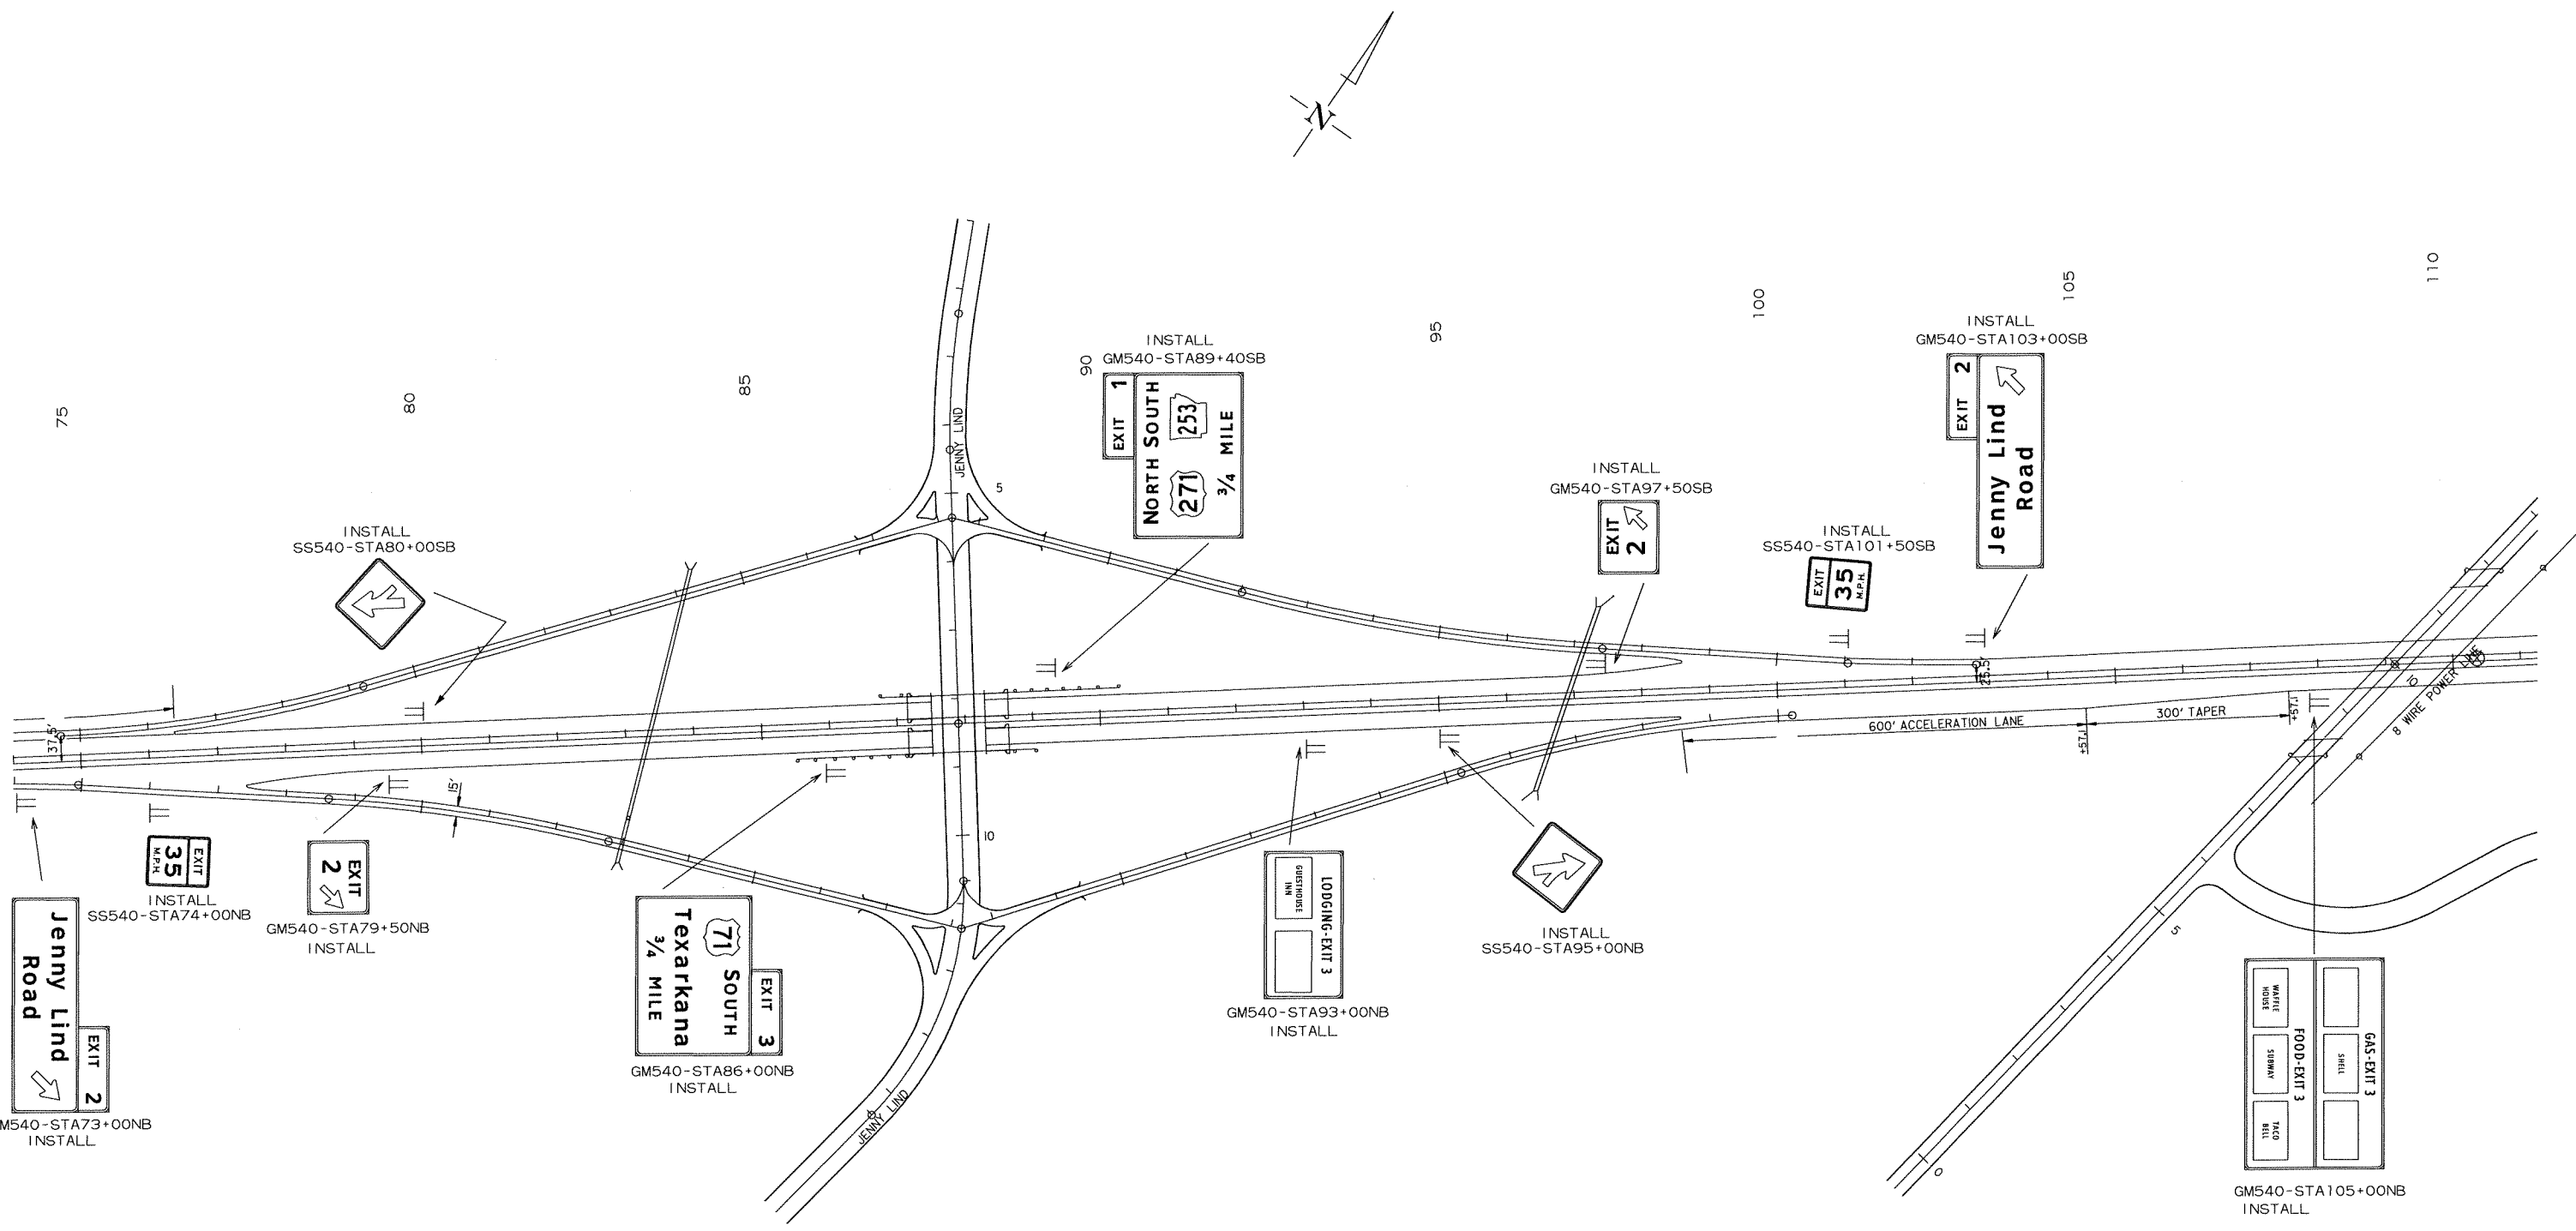 N
75
80
85
90
95
100
105
110
INSTALL
GM540-STA89+40SB
EXIT 1
NORTH SOUTH
271 253
3/4 MILE
INSTALL
GM540-STA103+00SB
EXIT 2
Jenny Lind
Road
INSTALL
GM540-STA97+50SB
EXIT
2
INSTALL
SS540-STA101+50SB
EXIT
35
M.P.H.
INSTALL
SS540-STA80+00SB
JENNY LIND
5
10
37.5'
15'
25.5'
600' ACCELERATION LANE
+57.1
300' TAPER
+57.1
10
8 WIRE POWER LINE
5
0
EXIT
35
M.P.H.
INSTALL
SS540-STA74+00NB
EXIT
2
GM540-STA79+50NB
INSTALL
EXIT 2
Jenny Lind
Road
M540-STA73+00NB
INSTALL
EXIT 3
71 SOUTH
Texarkana
3/4 MILE
GM540-STA86+00NB
INSTALL
JENNY LIND
LODGING-EXIT 3
GUESTHOUSE
INN
GM540-STA93+00NB
INSTALL
INSTALL
SS540-STA95+00NB
GAS-EXIT 3
SHELL
FOOD-EXIT 3
WAFFLE
HOUSE
SUBWAY
TACO
BELL
GM540-STA105+00NB
INSTALL